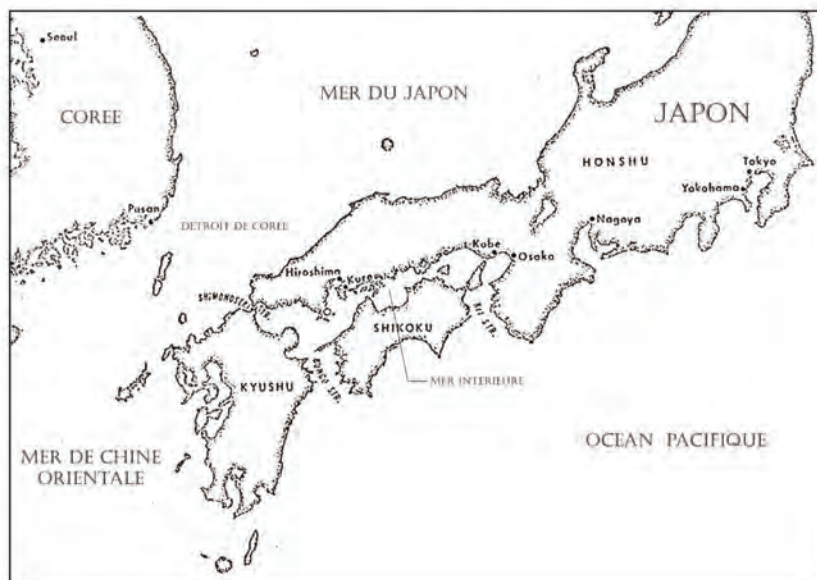 Seoul
MER DU JAPON
COREE
JAPON
HONSHU
Tokyo
Yokohama
Pusan
Nagoya
DETROIT DE COREE
Kobe
Osaka
Hiroshima
Kure
SHIMONOSEKI STR.
KII STR.
SHIKOKU
BUNGO STR.
KYUSHU
MER INTERIEURE
OCEAN PACIFIQUE
MER DE CHINE
ORIENTALE